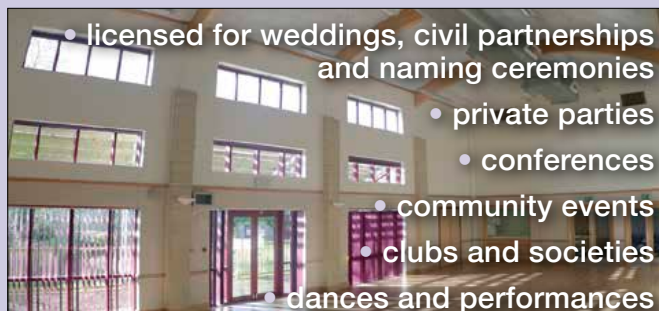 • licensed for weddings, civil partnerships
and naming ceremonies
• private parties
• conferences
• community events
• clubs and societies
• dances and performances